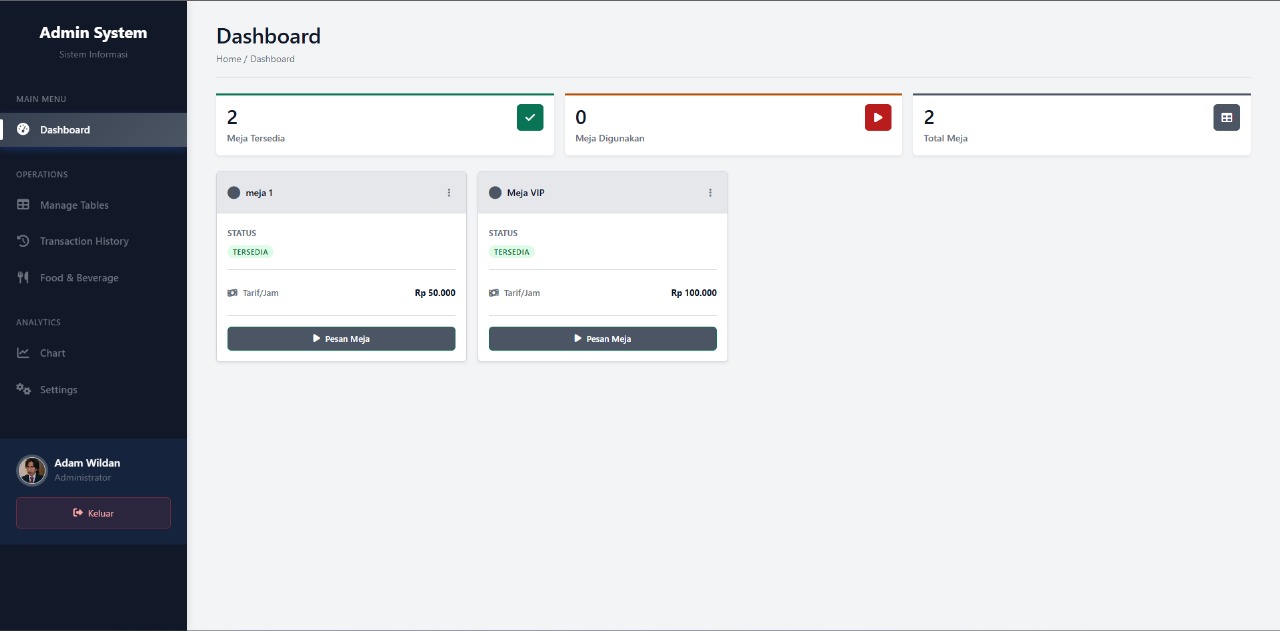 Admin System
Sistem Informasi
MAIN MENU
Dashboard
OPERATIONS
Manage Tables
Transaction History
Food & Beverage
ANALYTICS
Chart
Settings
Adam Wildan
Administrator
Keluar
Dashboard
Home / Dashboard
2
Meja Tersedia
0
Meja Digunakan
2
Total Meja
meja 1
STATUS
TERSEDIA
Tarif/Jam Rp 50.000
Pesan Meja
Meja VIP
STATUS
TERSEDIA
Tarif/Jam Rp 100.000
Pesan Meja